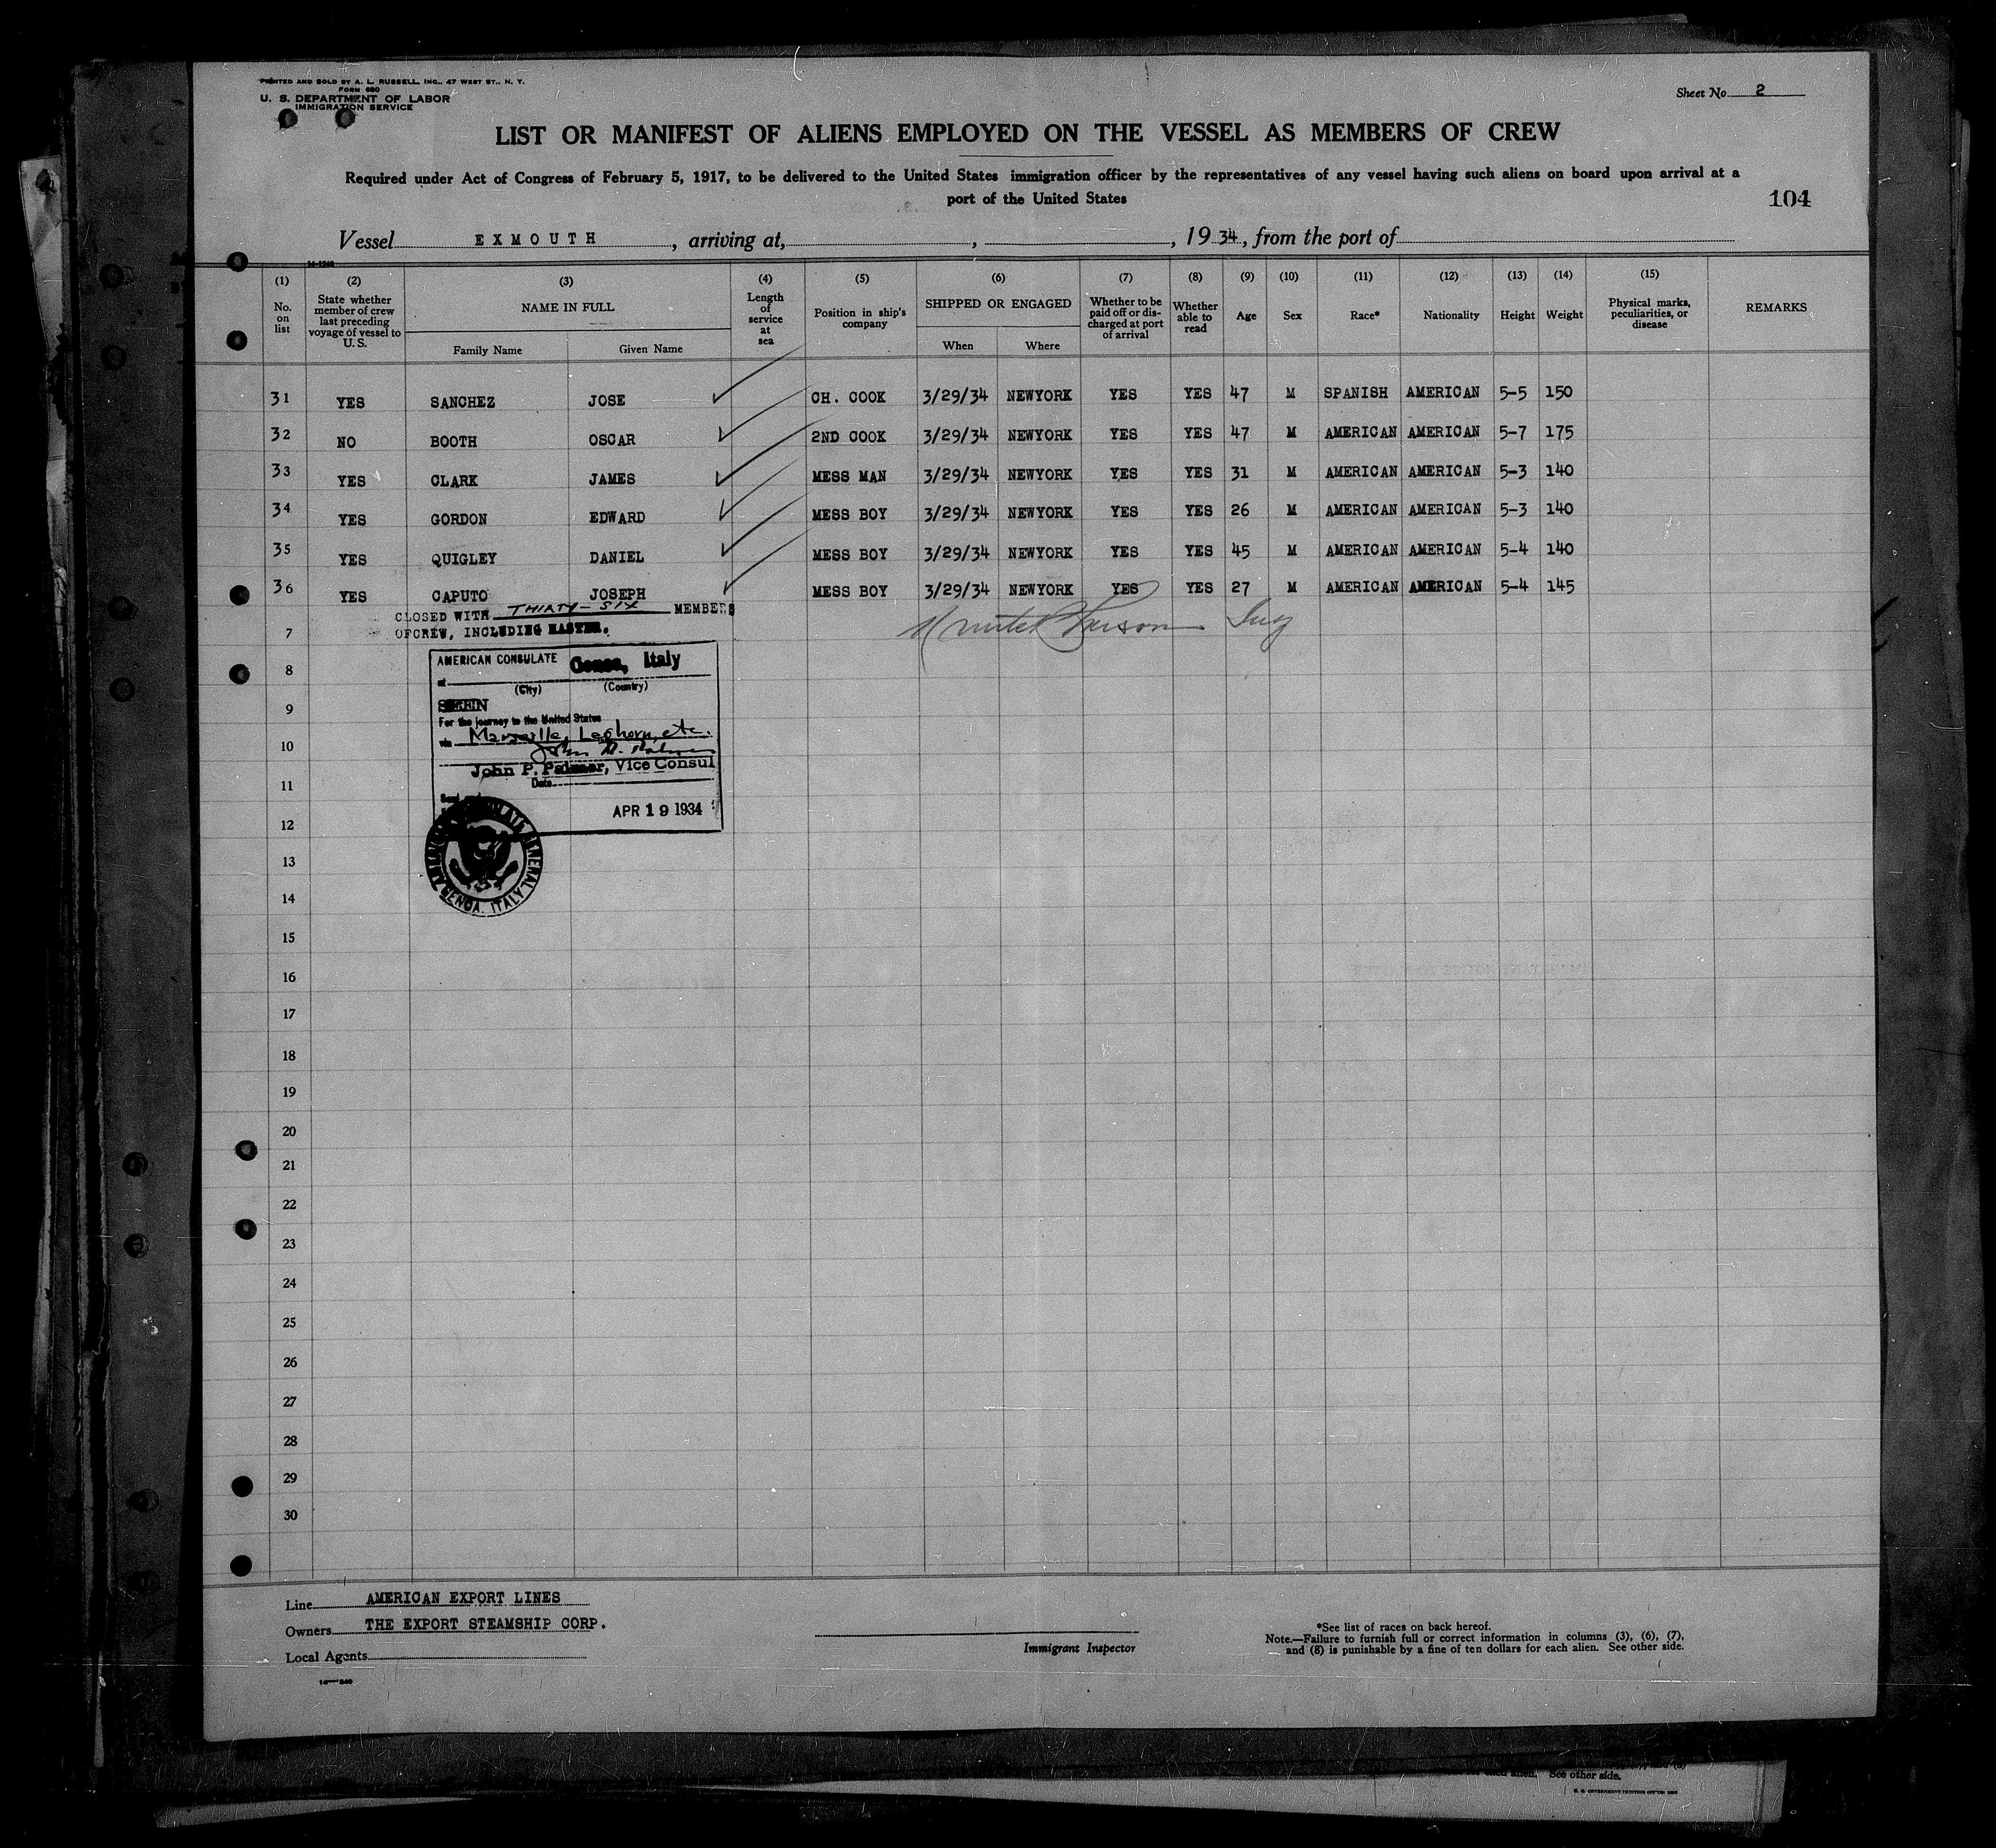 PRINTED AND SOLD BY A. L. RUSSELL, INC., 47 WEST ST., N. Y.
FORM 680
U. S. DEPARTMENT OF LABOR
IMMIGRATION SERVICE
Sheet No. 2
LIST OR MANIFEST OF ALIENS EMPLOYED ON THE VESSEL AS MEMBERS OF CREW
Required under Act of Congress of February 5, 1917, to be delivered to the United States immigration officer by the representatives of any vessel having such aliens on board upon arrival at a
port of the United States
104
Vessel EXMOUTH, arriving at, , 1934, from the port of
(1) (2) (3) (4) (5) (6) (7) (8) (9) (10) (11) (12) (13) (14) (15)
No. on list
State whether member of crew last preceding voyage of vessel to U. S.
NAME IN FULL
Family Name Given Name
Length of service at sea
Position in ship's company
SHIPPED OR ENGAGED
When Where
Whether to be paid off or discharged at port of arrival
Whether able to read
Age
Sex
Race*
Nationality
Height
Weight
Physical marks, peculiarities, or disease
REMARKS
31 YES SANCHEZ JOSE CH. COOK 3/29/34 NEWYORK YES YES 47 M SPANISH AMERICAN 5-5 150
32 NO BOOTH OSCAR 2ND COOK 3/29/34 NEWYORK YES YES 47 M AMERICAN AMERICAN 5-7 175
33 YES CLARK JAMES MESS MAN 3/29/34 NEWYORK YES YES 31 M AMERICAN AMERICAN 5-3 140
34 YES GORDON EDWARD MESS BOY 3/29/34 NEWYORK YES YES 26 M AMERICAN AMERICAN 5-3 140
35 YES QUIGLEY DANIEL MESS BOY 3/29/34 NEWYORK YES YES 45 M AMERICAN AMERICAN 5-4 140
36 YES CAPUTO JOSEPH MESS BOY 3/29/34 NEWYORK YES YES 27 M AMERICAN AMERICAN 5-4 145
CLOSED WITH THIRTY-SIX MEMBERS
OFCREW, INCLUDING MASTER.
7
AMERICAN CONSULATE
at Genoa, Italy
(City) (Country)
8
SEEN
For the journey to the United States
9
via Marseille, Leghorn, etc.
10
John P. Palmer, Vice Consul
Date
11
APR 19 1934
12
GENERAL
GENOA, ITALY
13
14
15
16
17
18
19
20
21
22
23
24
25
26
27
28
29
30
Line AMERICAN EXPORT LINES
Owners THE EXPORT STEAMSHIP CORP.
Local Agents
Immigrant Inspector
*See list of races on back hereof.
Note.—Failure to furnish full or correct information in columns (3), (6), (7),
and (8) is punishable by a fine of ten dollars for each alien. See other side.
See other side.